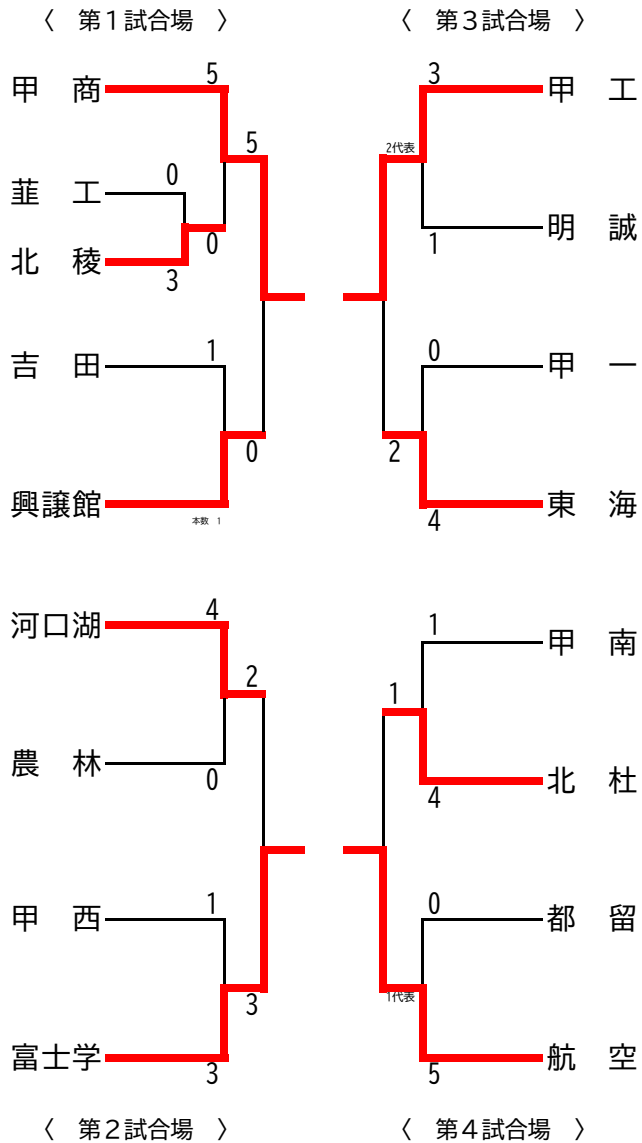 〈　第1試合場　〉
甲　商
5
5
韮　工
0
0
北　稜
3
吉　田
1
0
興譲館
本数　1
〈　第3試合場　〉
3
甲　工
2代表
明　誠
1
0
甲　一
2
東　海
4
河口湖
4
2
農　林
0
甲　西
1
3
富士学
3
〈　第2試合場　〉
1
甲　南
1
北　杜
4
0
都　留
1代表
航　空
5
〈　第4試合場　〉